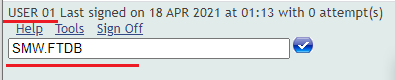 USER 01 Last signed on 18 APR 2021 at 01:13 with 0 attempt(s)
Help Tools Sign Off
SMW.FTDB